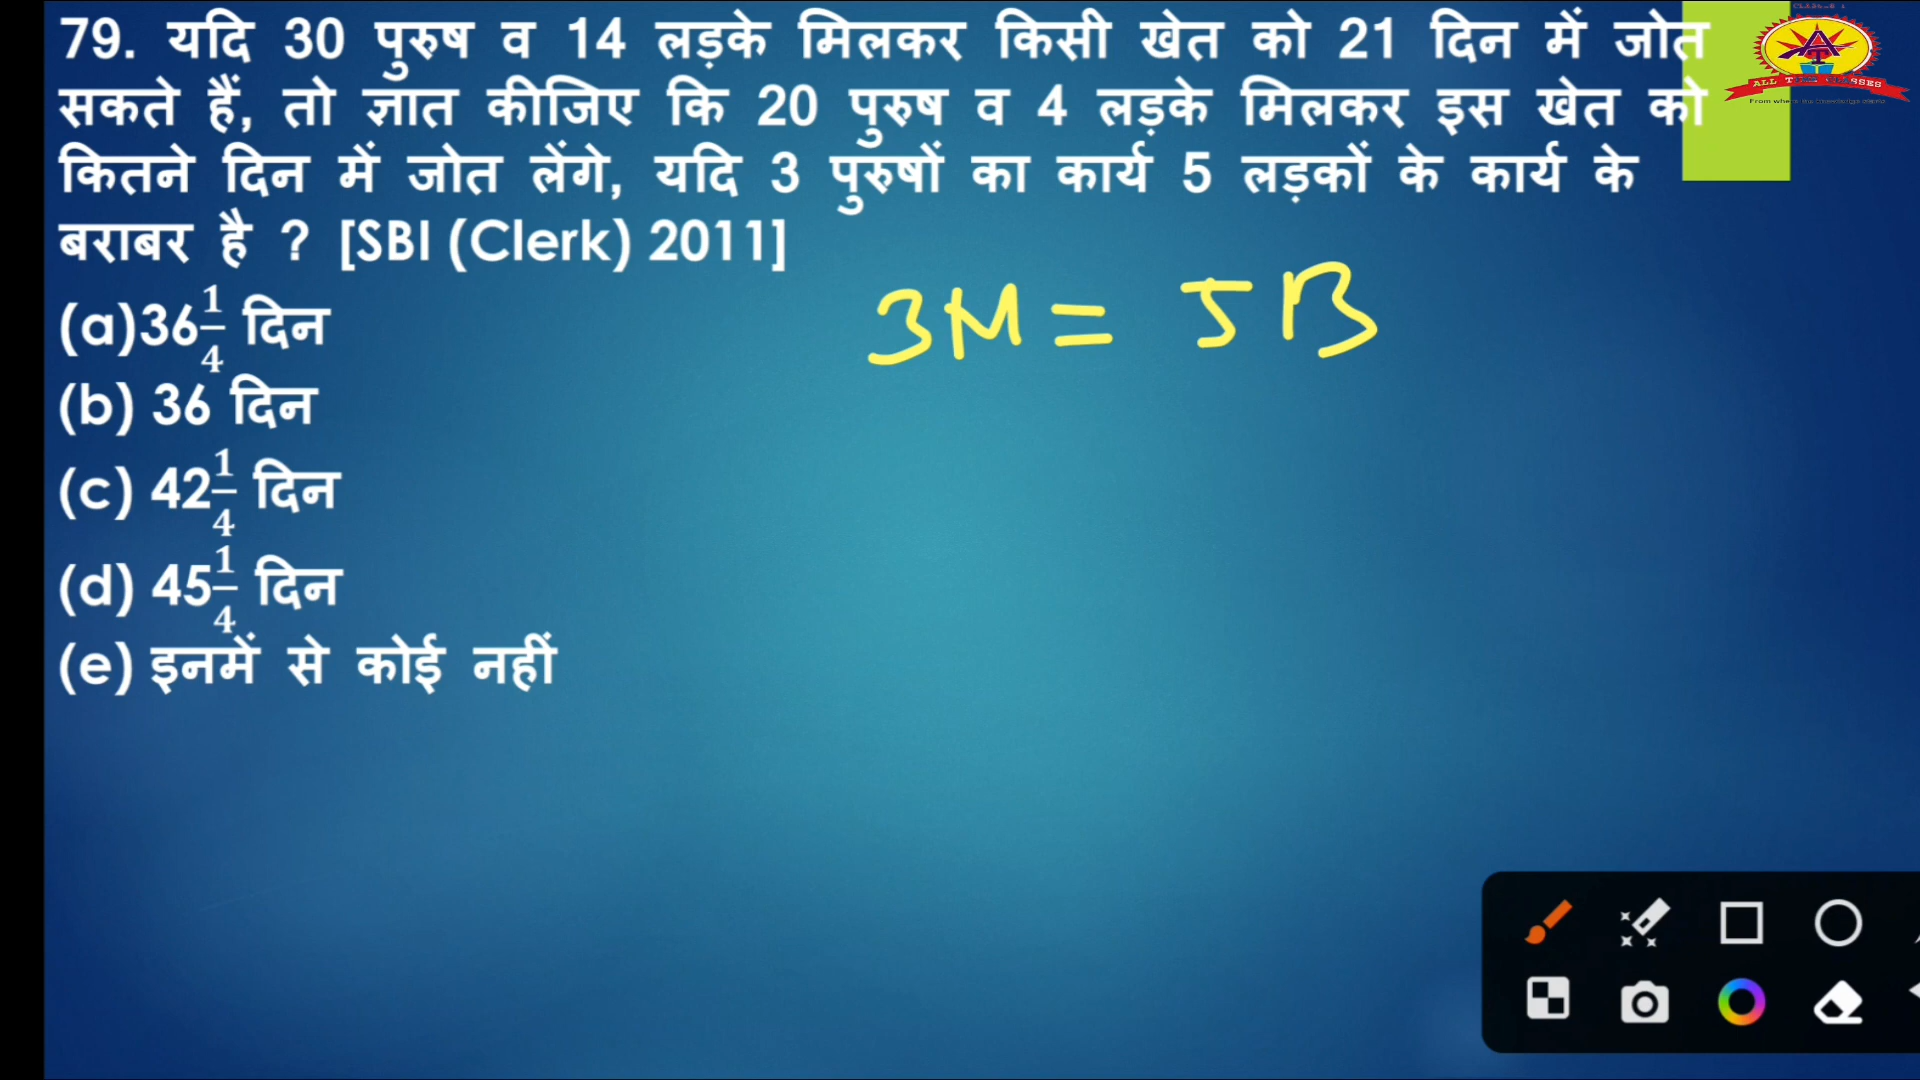 79. यदि 30 पुरुष व 14 लड़के मिलकर किसी खेत को 21 दिन में जोत
सकते हैं, तो ज्ञात कीजिए कि 20 पुरुष व 4 लड़के मिलकर इस खेत को
कितने दिन में जोत लेंगे, यदि 3 पुरुषों का कार्य 5 लड़कों के कार्य के
बराबर है ? [SBI (Clerk) 2011]
3M = 5B
(a)36 1/4 दिन
(b) 36 दिन
(c) 42 1/4 दिन
(d) 45 1/4 दिन
(e) इनमें से कोई नहीं